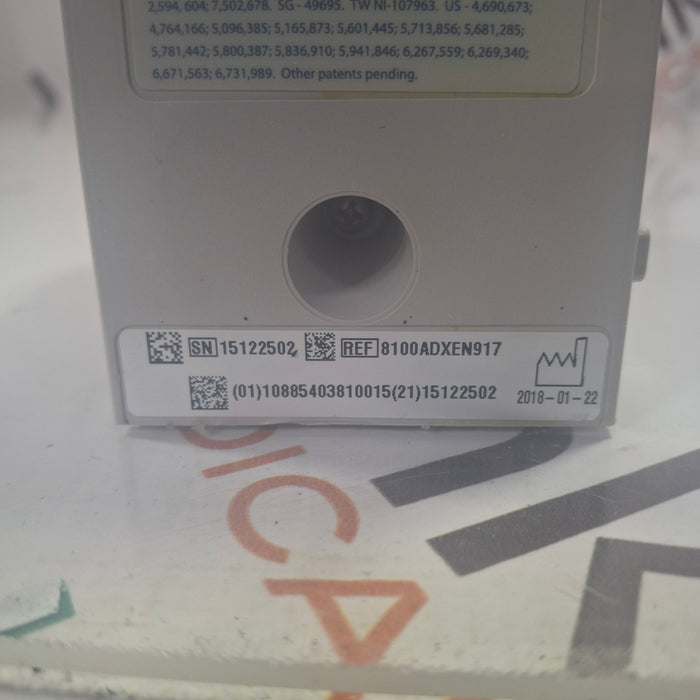 2,594,604; 7,502,678. SG - 49695. TW NI-107963. US - 4,690,673;
4,764,166; 5,096,385; 5,165,873; 5,601,445; 5,713,856; 5,681,285;
5,781,442; 5,800,387; 5,836,910; 5,941,846; 6,267,559; 6,269,340;
6,671,563; 6,731,989. Other patents pending.
SN 15122502 REF 8100ADXEN917
(01)10885403810015(21)15122502
2018-01-22
DICA